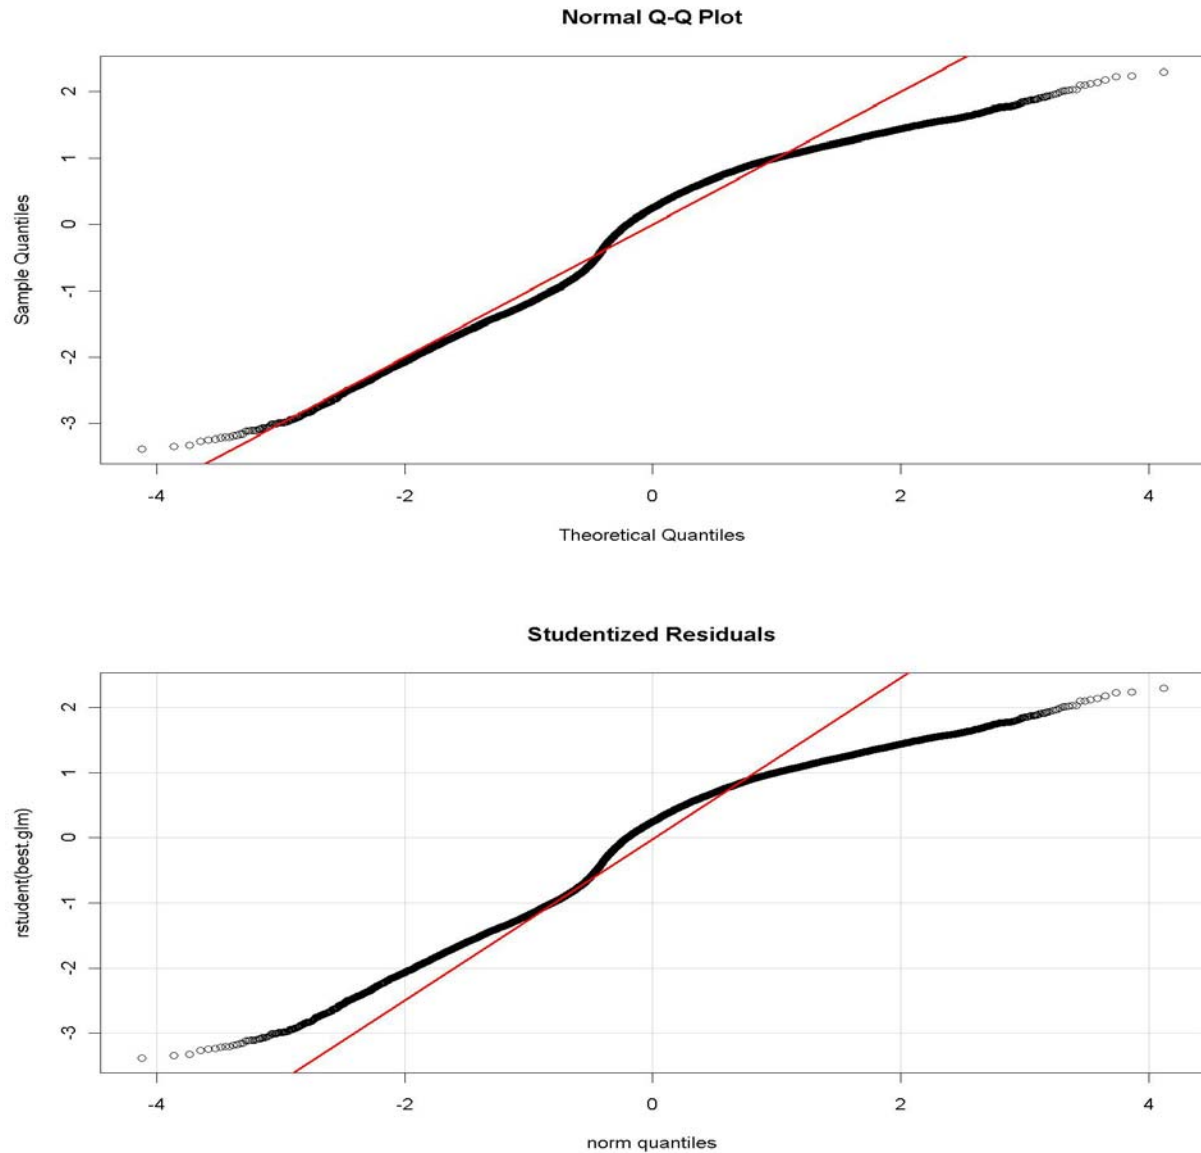 Normal Q-Q Plot
2
1
0
-1
-2
-3
Sample Quantiles
-4 -2 0 2 4
Theoretical Quantiles
Studentized Residuals
2
1
0
-1
-2
-3
rstudent(best.glm)
-4 -2 0 2 4
norm quantiles